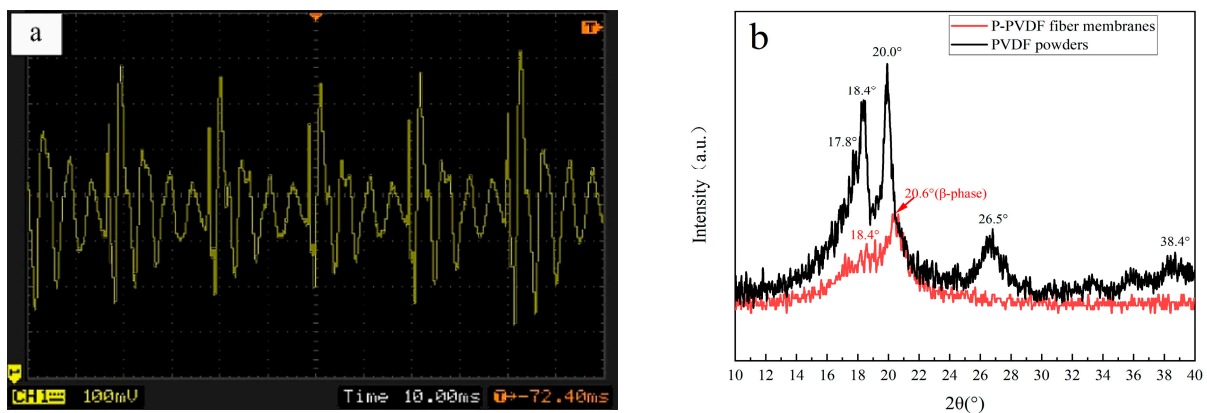 a
T
CH1
100mV
Time 10.00ms
T→-72.40ms
b
P-PVDF fiber membranes
PVDF powders
20.0°
18.4°
17.8°
20.6°(β-phase)
18.4°
26.5°
38.4°
Intensity（a.u.）
10 12 14 16 18 20 22 24 26 28 30 32 34 36 38 40
2θ(°)